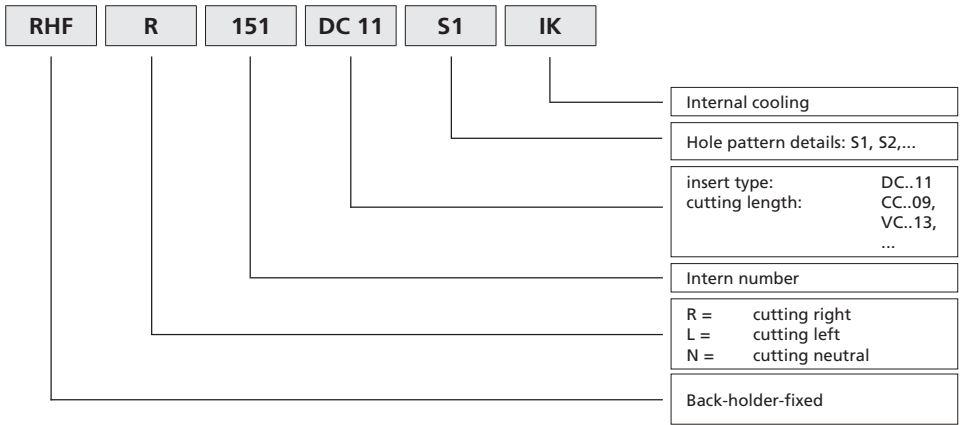 RHF R 151 DC 11 S1 IK
Internal cooling
Hole pattern details: S1, S2,...
insert type: DC..11
cutting length: CC..09,
VC..13,
...
Intern number
R = cutting right
L = cutting left
N = cutting neutral
Back-holder-fixed